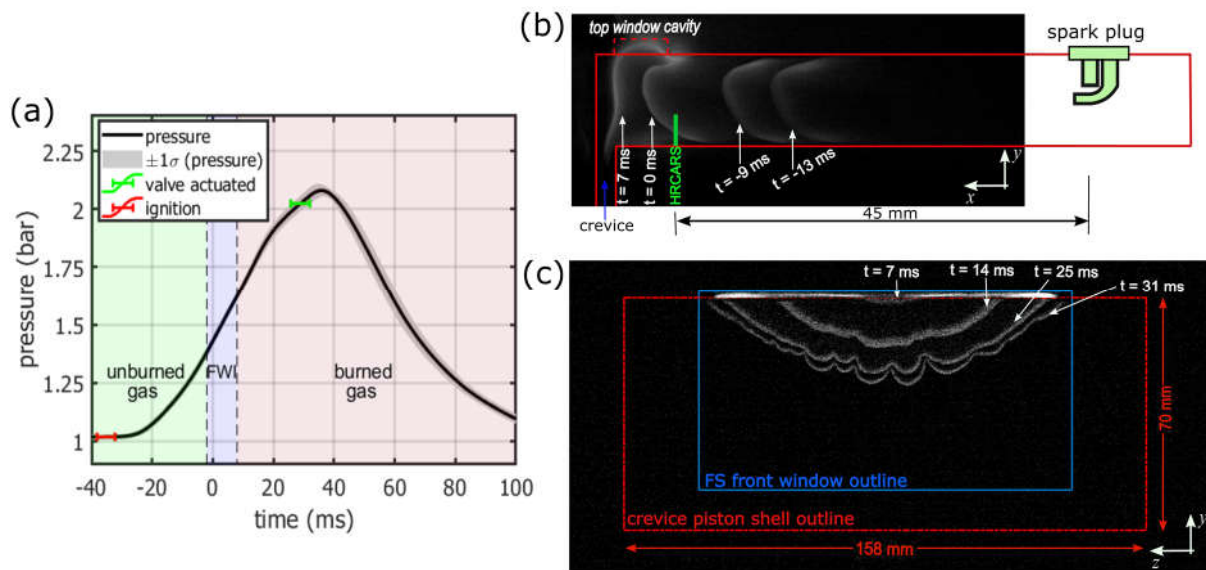 (a)
pressure (bar)
2.25
2
1.75
1.5
1.25
1
pressure
±1σ (pressure)
valve actuated
ignition
unburned
gas
FWI
burned
gas
-40 -20 0 20 40 60 80 100
time (ms)
(b)
top window cavity
spark plug
t = 7 ms
t = 0 ms
HRCARS
t = -9 ms
t = -13 ms
y
x
crevice
45 mm
(c)
t = 7 ms
t = 14 ms
t = 25 ms
t = 31 ms
70 mm
FS front window outline
crevice piston shell outline
y
z
158 mm